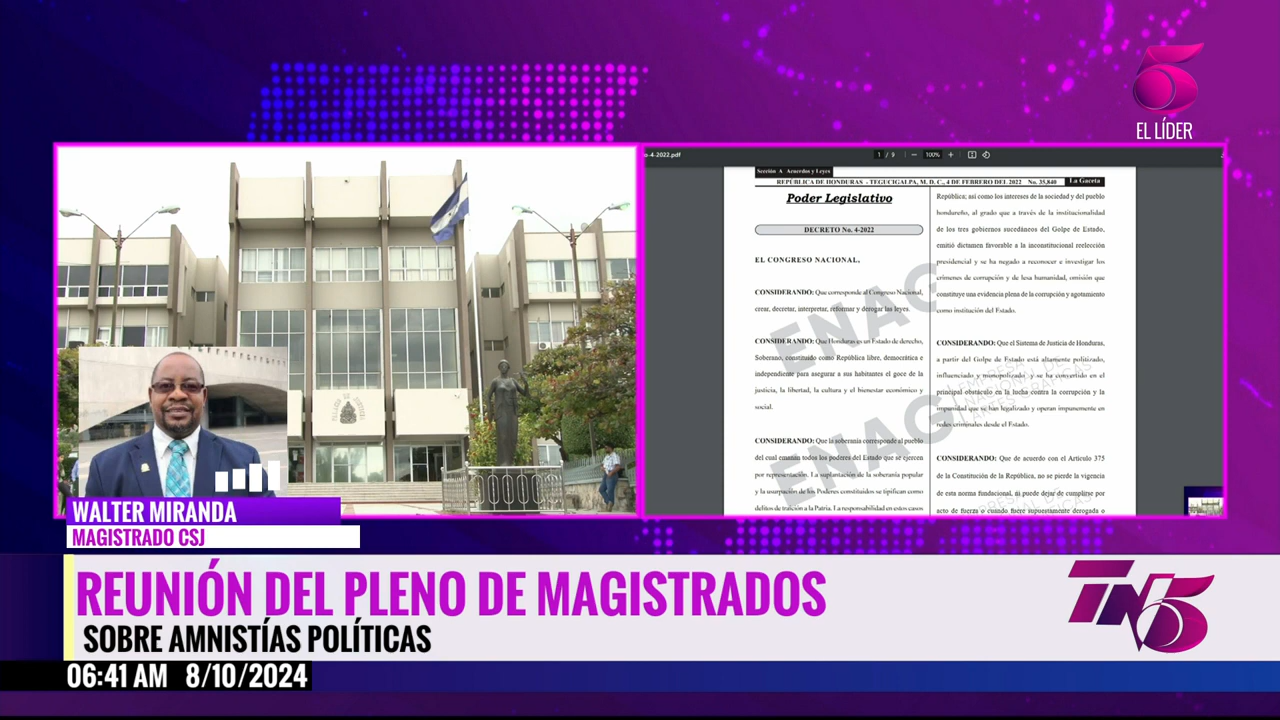 5
EL LÍDER
o-4-2022.pdf
1 / 9 — 100% +
Sección A Acuerdos y Leyes
REPÚBLICA DE HONDURAS - TEGUCIGALPA, M. D. C., 4 DE FEBRERO DEL 2022 No. 35,840 La Gaceta
Poder Legislativo
DECRETO No. 4-2022
EL CONGRESO NACIONAL,
CONSIDERANDO: Que corresponde al Congreso Nacional,
crear, decretar, interpretar, reformar y derogar las leyes.
CONSIDERANDO: Que Honduras es un Estado de derecho,
Soberano, constituido como República libre, democrática e
independiente para asegurar a sus habitantes el goce de la
justicia, la libertad, la cultura y el bienestar económico y
social.
CONSIDERANDO: Que la soberanía corresponde al pueblo
del cual emanan todos los poderes del Estado que se ejercen
por representación. La suplantación de la soberanía popular
y la usurpación de los Poderes constituidos se tipifican como
delitos de traición a la Patria. La responsabilidad en estos casos
República; así como los intereses de la sociedad y del pueblo
hondureño, al grado que a través de la institucionalidad
de los tres gobiernos sucedáneos del Golpe de Estado,
emitió dictamen favorable a la inconstitucional reelección
presidencial y se ha negado a reconocer e investigar los
crímenes de corrupción y de lesa humanidad, omisión que
constituye una evidencia plena de la corrupción y agotamiento
como institución del Estado.
CONSIDERANDO: Que el Sistema de Justicia de Honduras,
a partir del Golpe de Estado está altamente politizado,
influenciado y monopolizado y se ha convertido en el
principal obstáculo en la lucha contra la corrupción y la
impunidad que se han legalizado y operan impunemente en
redes criminales desde el Estado.
CONSIDERANDO: Que de acuerdo con el Artículo 375
de la Constitución de la República, no se pierde la vigencia
de esta norma fundacional, ni puede dejar de cumplirse por
acto de fuerza o cuando fuere supuestamente derogada o
ENAG
ENAG
EMPRESA
NACIONAL DE
ARTES GRÁFICAS
WALTER MIRANDA
MAGISTRADO CSJ
REUNIÓN DEL PLENO DE MAGISTRADOS
SOBRE AMNISTÍAS POLÍTICAS
TN5
06:41 AM 8/10/2024